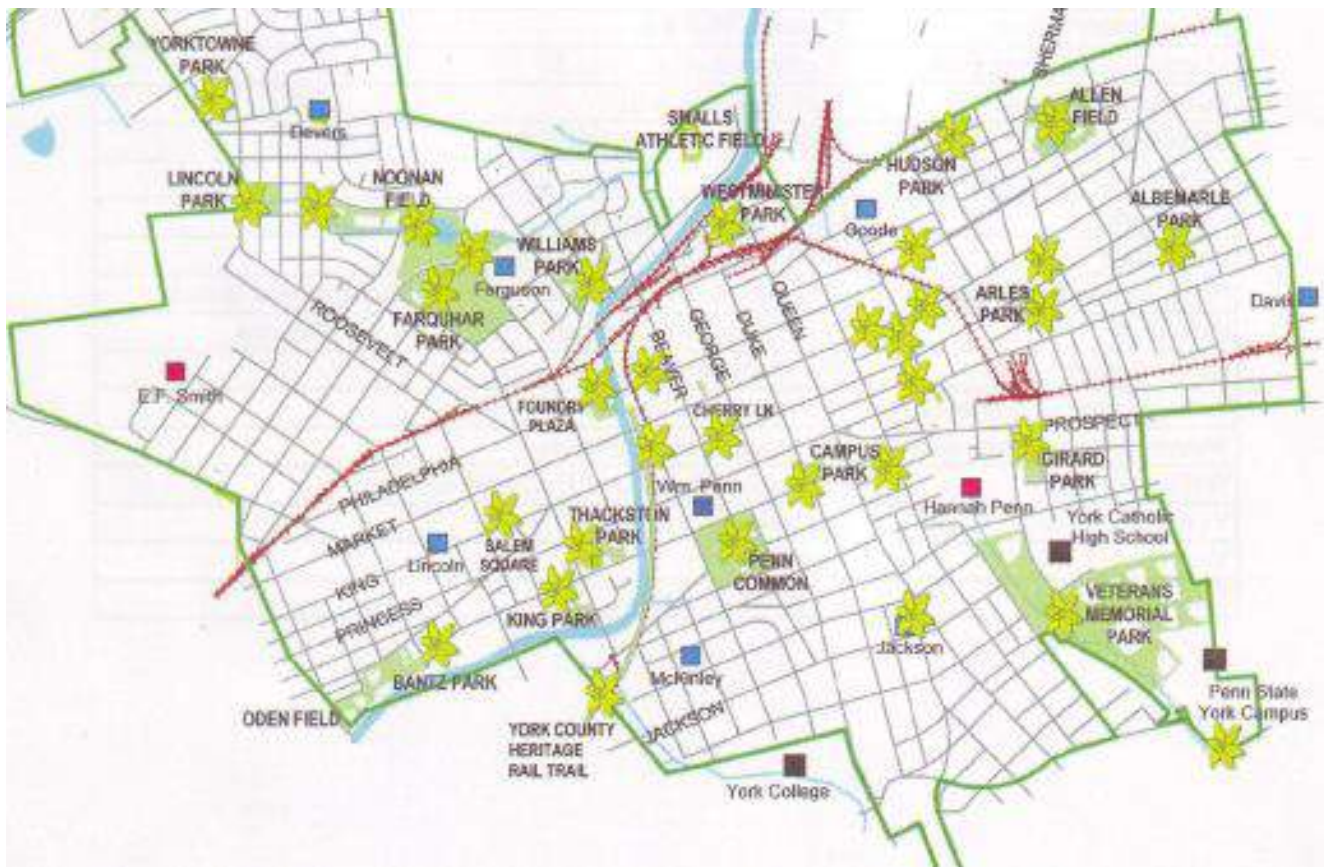 YORKTOWNE
PARK
Devers
SMALLS
ATHLETIC FIELD
SHERMA
ALLEN
FIELD
HUDSON
PARK
LINCOLN
PARK
NOONAN
FIELD
WESTMINSTER
PARK
Goode
ALBEMARLE
PARK
WILLIAMS
PARK
Ferguson
FARQUHAR
PARK
ROOSEVELT
BEAVER
GEORGE
DUKE
QUEEN
ARLES
PARK
Davis
E.F. Smith
FOUNDRY
PLAZA
CHERRY LK
PROSPECT
GIRARD
PARK
CAMPUS
PARK
PHILADELPHIA
MARKET
KING
PRINCESS
Wm. Penn
Hannah Penn
York Catholic
High School
Lincoln
SALEM
SQUARE
THACKSTON
PARK
PENN
COMMON
KING PARK
VETERANS
MEMORIAL
PARK
Jackson
BANTZ PARK
McKinley
ODEN FIELD
JACKSON
YORK COUNTY
HERITAGE
RAIL TRAIL
Penn State
York Campus
York College